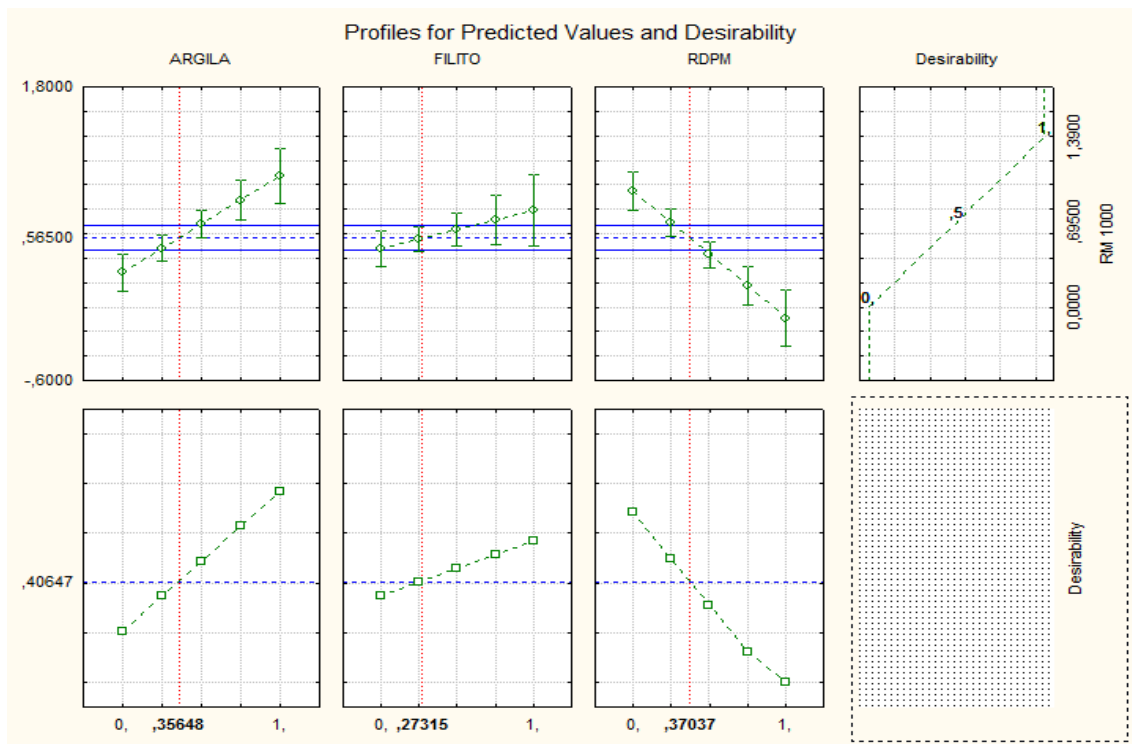 Profiles for Predicted Values and Desirability
ARGILA FILITO RDPM Desirability
1,8000
,56500
-,6000
1,
,5
0,
1,3900
,69500
0,0000
RM 1000
,40647
Desirability
0, ,35648 1, 0, ,27315 1, 0, ,37037 1,